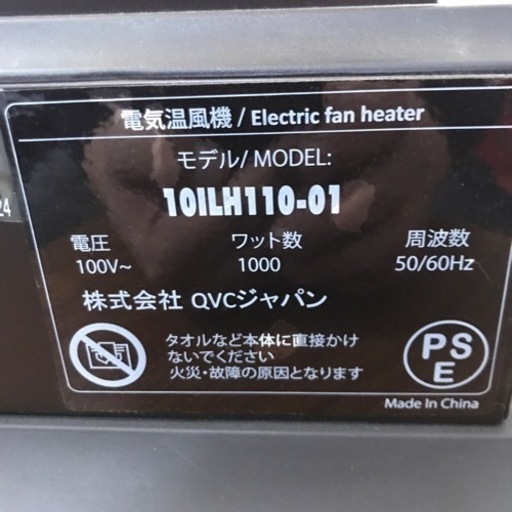 電気温風機 / Electric fan heater
モデル/ MODEL:
10ILH110-01
24
電圧 ワット数 周波数
100V~ 1000 50/60Hz
株式会社 QVCジャパン
タオルなど本体に直接かけ
ないでください
火災・故障の原因となります
PS
E
Made In China